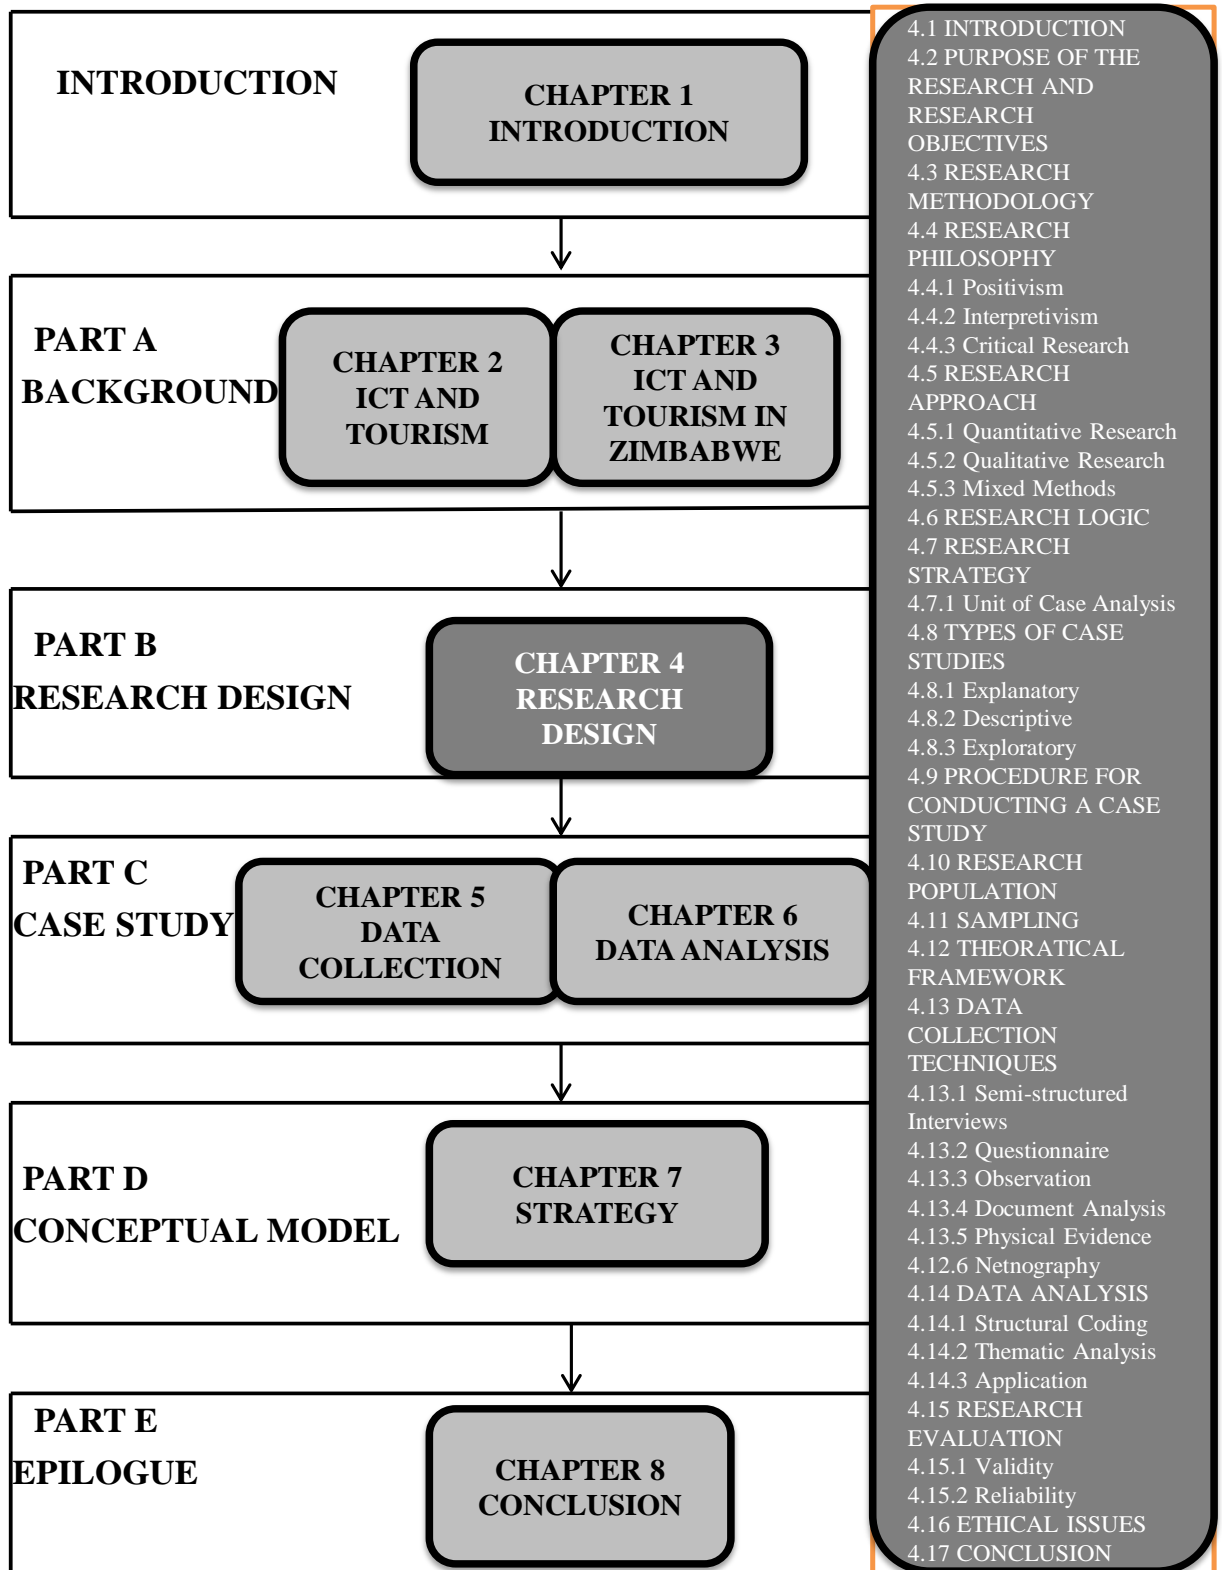 INTRODUCTION
CHAPTER 1
INTRODUCTION
PART A
BACKGROUND
CHAPTER 2
ICT AND
TOURISM
CHAPTER 3
ICT AND
TOURISM IN
ZIMBABWE
PART B
RESEARCH DESIGN
CHAPTER 4
RESEARCH
DESIGN
PART C
CASE STUDY
CHAPTER 5
DATA
COLLECTION
CHAPTER 6
DATA ANALYSIS
PART D
CONCEPTUAL MODEL
CHAPTER 7
STRATEGY
PART E
EPILOGUE
CHAPTER 8
CONCLUSION
4.1 INTRODUCTION
4.2 PURPOSE OF THE
RESEARCH AND
RESEARCH
OBJECTIVES
4.3 RESEARCH
METHODOLOGY
4.4 RESEARCH
PHILOSOPHY
4.4.1 Positivism
4.4.2 Interpretivism
4.4.3 Critical Research
4.5 RESEARCH
APPROACH
4.5.1 Quantitative Research
4.5.2 Qualitative Research
4.5.3 Mixed Methods
4.6 RESEARCH LOGIC
4.7 RESEARCH
STRATEGY
4.7.1 Unit of Case Analysis
4.8 TYPES OF CASE
STUDIES
4.8.1 Explanatory
4.8.2 Descriptive
4.8.3 Exploratory
4.9 PROCEDURE FOR
CONDUCTING A CASE
STUDY
4.10 RESEARCH
POPULATION
4.11 SAMPLING
4.12 THEORATICAL
FRAMEWORK
4.13 DATA
COLLECTION
TECHNIQUES
4.13.1 Semi-structured
Interviews
4.13.2 Questionnaire
4.13.3 Observation
4.13.4 Document Analysis
4.13.5 Physical Evidence
4.12.6 Netnography
4.14 DATA ANALYSIS
4.14.1 Structural Coding
4.14.2 Thematic Analysis
4.14.3 Application
4.15 RESEARCH
EVALUATION
4.15.1 Validity
4.15.2 Reliability
4.16 ETHICAL ISSUES
4.17 CONCLUSION